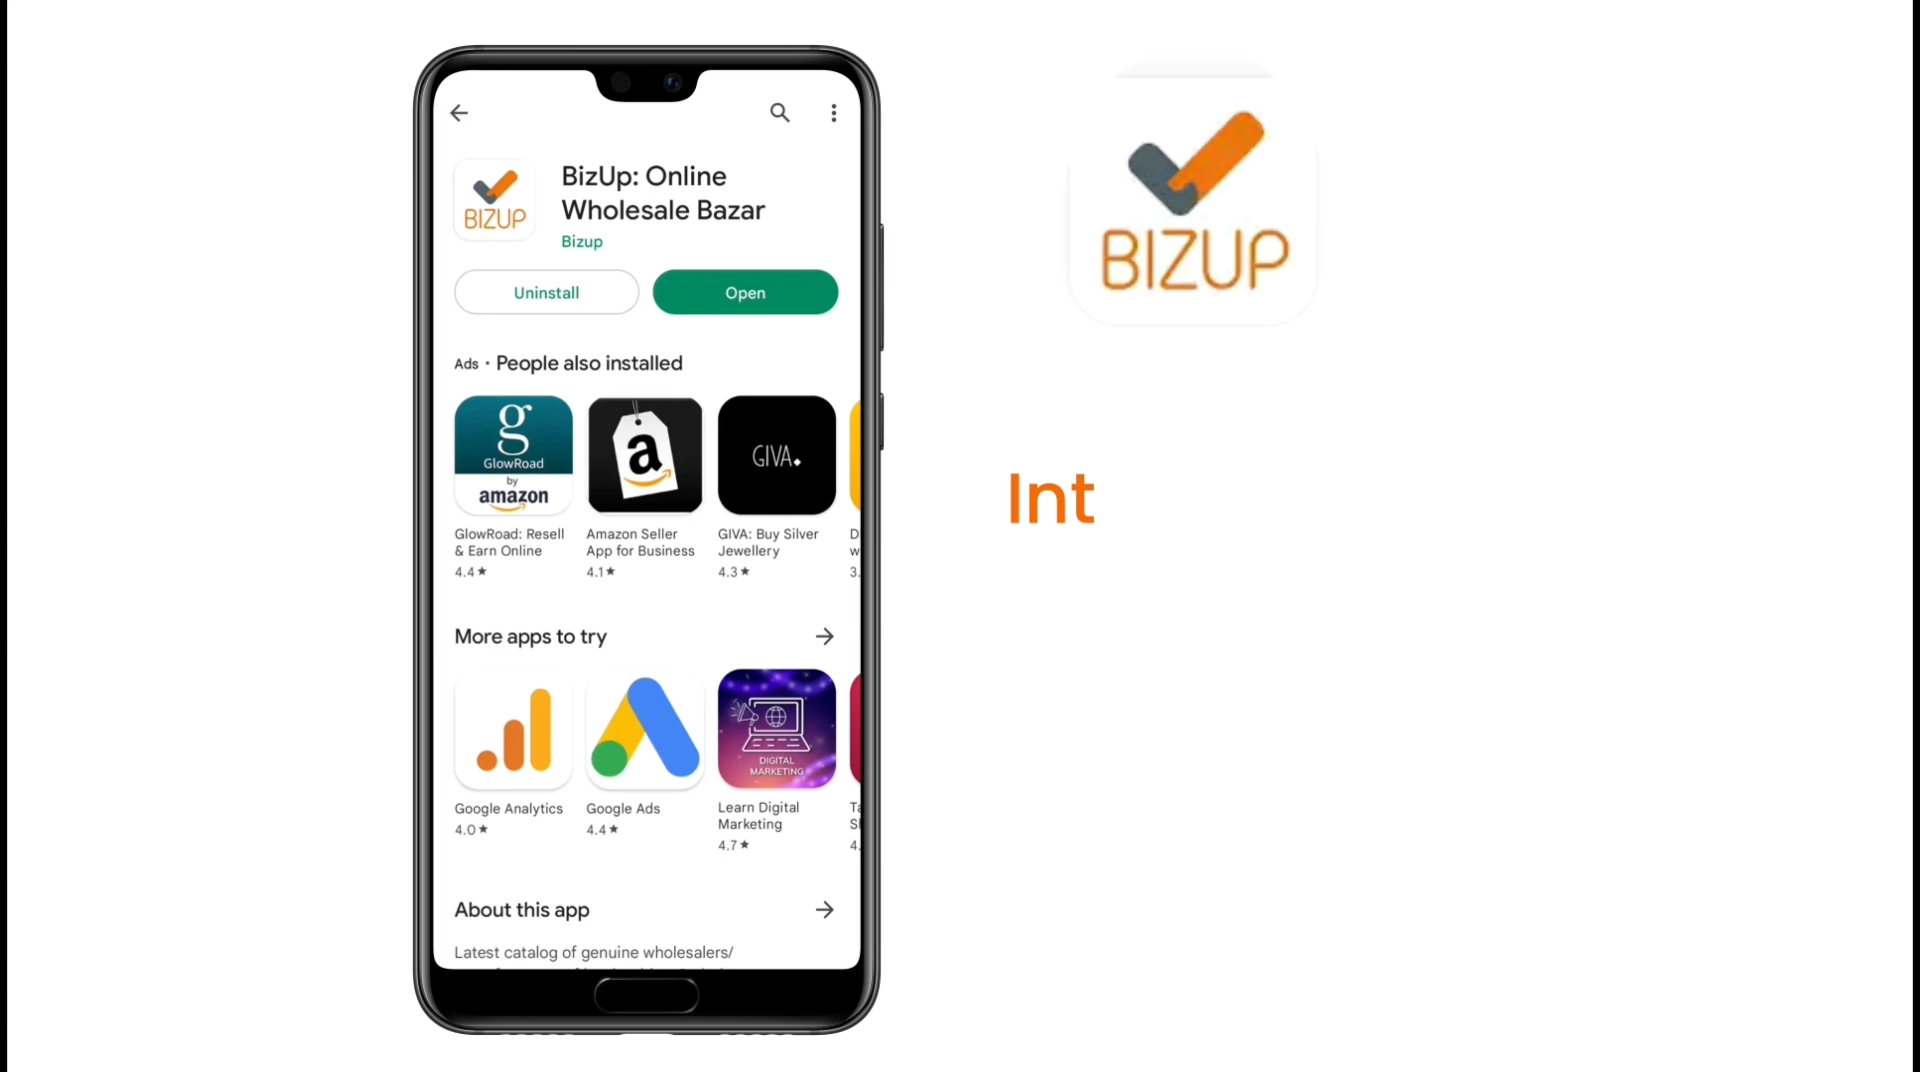 BizUp: Online
Wholesale Bazar
Bizup
BIZUP
Uninstall
Open
Ads • People also installed
g
GlowRoad
by
amazon
a
GIVA
GlowRoad: Resell
& Earn Online
4.4★
Amazon Seller
App for Business
4.1★
GIVA: Buy Silver
Jewellery
4.3★
More apps to try
DIGITAL
MARKETING
Google Analytics
4.0★
Google Ads
4.4★
Learn Digital
Marketing
4.7★
About this app
Latest catalog of genuine wholesalers/
BIZUP
Int